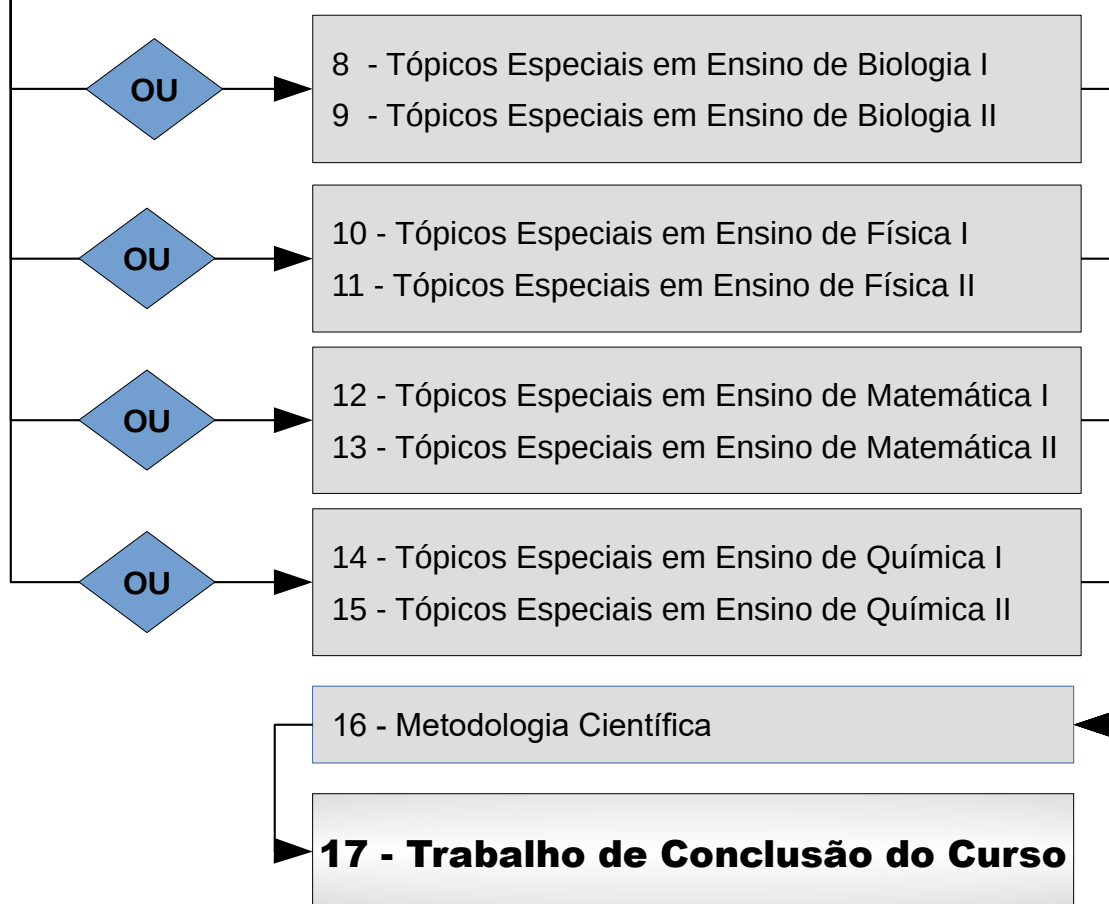 OU
8 - Tópicos Especiais em Ensino de Biologia I
9 - Tópicos Especiais em Ensino de Biologia II
OU
10 - Tópicos Especiais em Ensino de Física I
11 - Tópicos Especiais em Ensino de Física II
OU
12 - Tópicos Especiais em Ensino de Matemática I
13 - Tópicos Especiais em Ensino de Matemática II
OU
14 - Tópicos Especiais em Ensino de Química I
15 - Tópicos Especiais em Ensino de Química II
16 - Metodologia Científica
17 - Trabalho de Conclusão do Curso